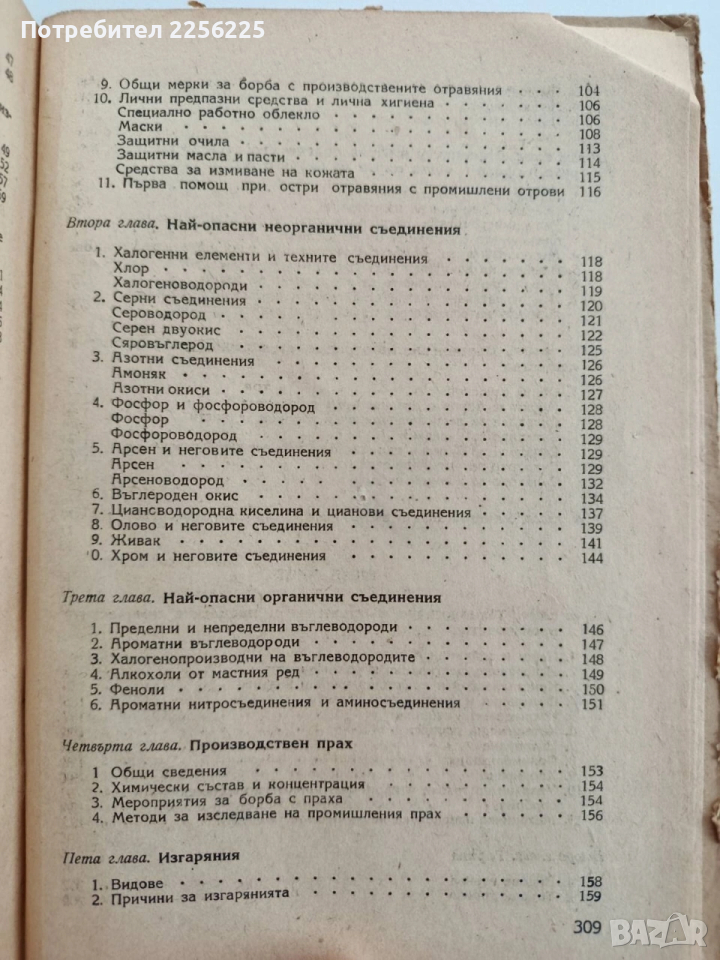 Потребител 2256225
47
48
49
52
57
59
9. Общи мерки за борба с производствените отравяния 104
10. Лични предпазни средства и лична хигиена 106
Специално работно облекло 106
Маски 108
Защитни очила 113
Защитни масла и пасти 114
Средства за измиване на кожата 115
11. Първа помощ при остри отравяния с промишлени отрови 116
Втора глава. Най-опасни неорганични съединения
1. Халогенни елементи и техните съединения 118
Хлор 118
Халогеноводороди 119
2. Серни съединения 120
Сероводород 121
Серен двуокис 122
Сяровъглерод 125
3. Азотни съединения 126
Амоняк 126
Азотни окиси 127
4. Фосфор и фосфороводород 128
Фосфор 128
Фосфороводород 129
5. Арсен и неговите съединения 129
Арсен 129
Арсеноводород 132
6. Въглероден окис 134
7. Циансводородна киселина и цианови съединения 137
8. Олово и неговите съединения 139
9. Живак 141
0. Хром и неговите съединения 144
Трета глава. Най-опасни органични съединения
1. Пределни и непределни въглеводороди 146
2. Ароматни въглеводороди 147
3. Халогенопроизводни на въглеводородите 148
4. Алкохоли от мастния ред 149
5. Феноли 150
6. Ароматни нитросъединения и аминосъединения 151
Четвърта глава. Производствен прах
1 Общи сведения 153
2. Химически състав и концентрация 154
3. Мероприятия за борба с праха 154
4. Методи за изследване на промишления прах 156
Пета глава. Изгаряния
1. Видове 158
2. Причини за изгарянията 159
309
BAZAR